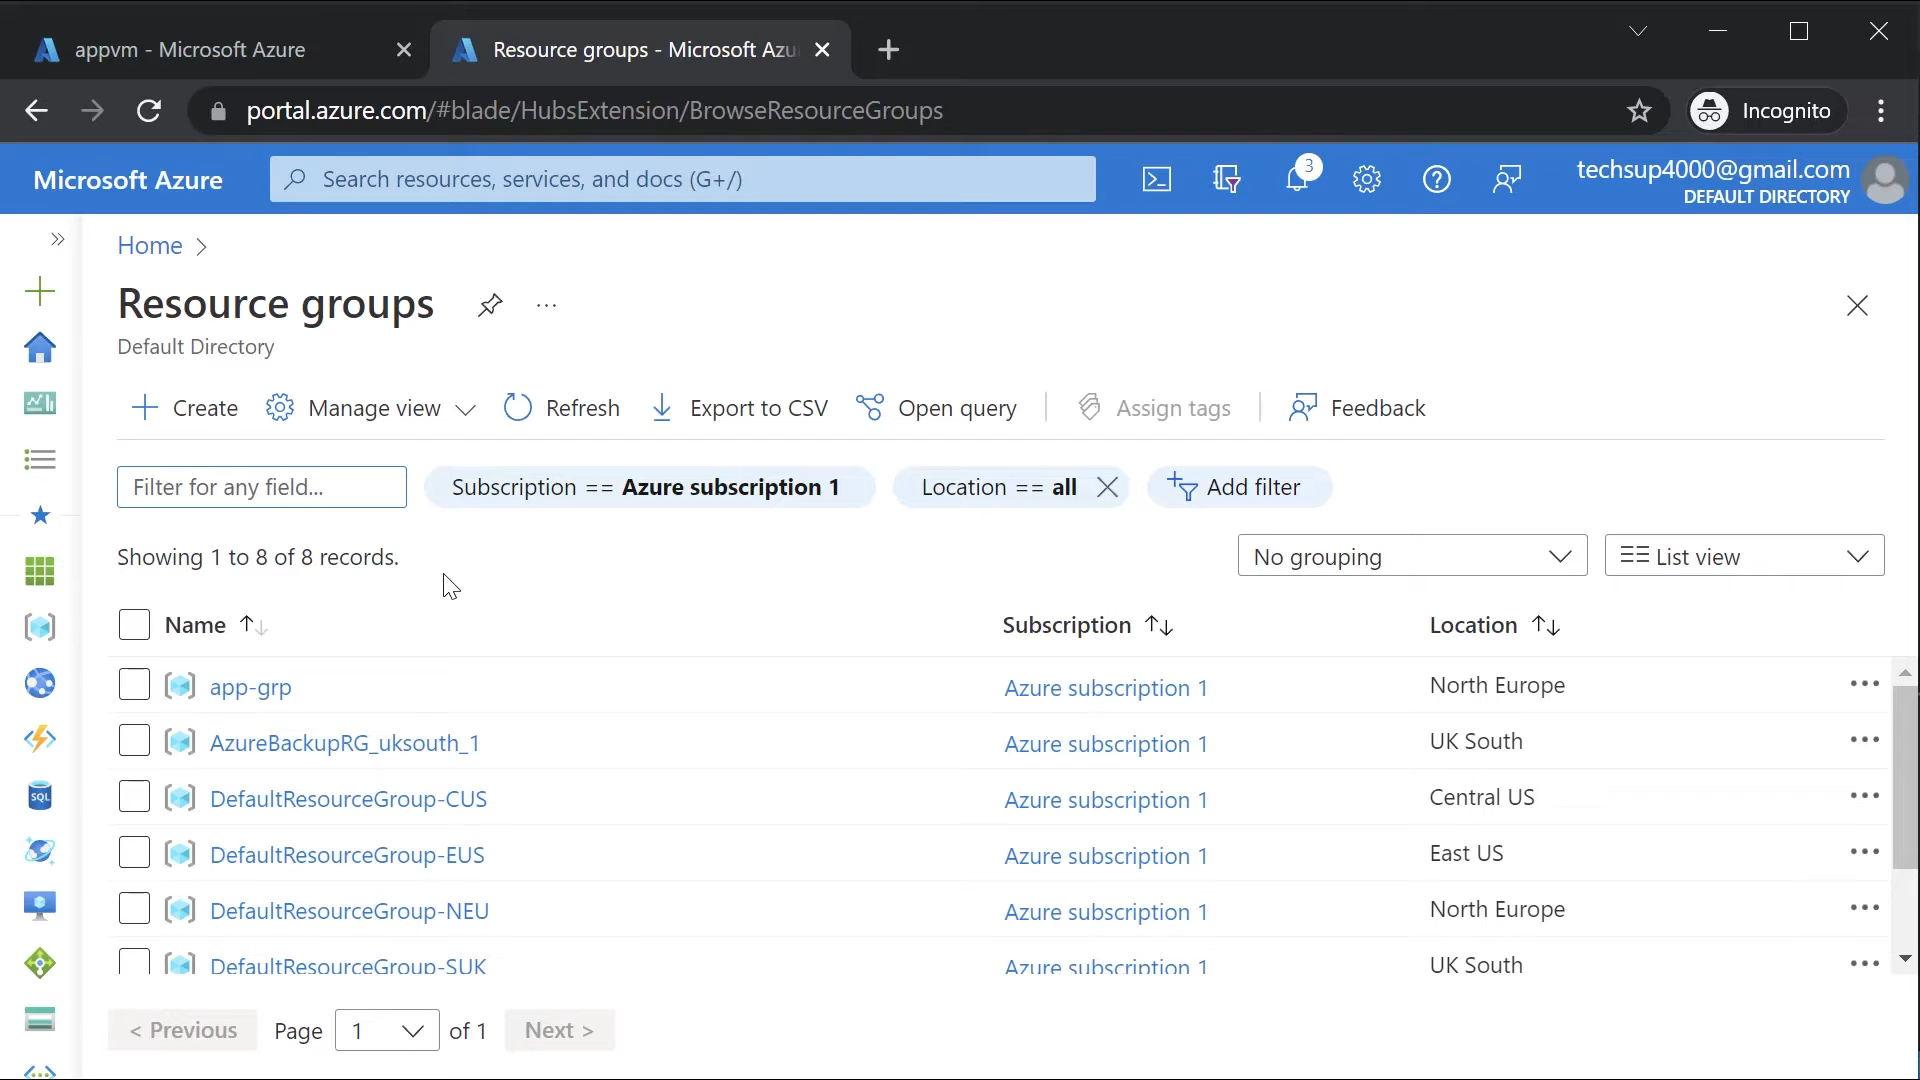 appvm - Microsoft Azure
Resource groups - Microsoft Azu
portal.azure.com/#blade/HubsExtension/BrowseResourceGroups
Incognito
Microsoft Azure
Search resources, services, and docs (G+/)
3
techsup4000@gmail.com
DEFAULT DIRECTORY
Home
Resource groups
Default Directory
Create
Manage view
Refresh
Export to CSV
Open query
Assign tags
Feedback
Filter for any field...
Subscription == Azure subscription 1
Location == all
Add filter
Showing 1 to 8 of 8 records.
No grouping
List view
Name
Subscription
Location
app-grp
Azure subscription 1
North Europe
AzureBackupRG_uksouth_1
Azure subscription 1
UK South
DefaultResourceGroup-CUS
Azure subscription 1
Central US
DefaultResourceGroup-EUS
Azure subscription 1
East US
DefaultResourceGroup-NEU
Azure subscription 1
North Europe
DefaultResourceGroup-SUK
Azure subscription 1
UK South
SQL
< Previous
Page
1
of 1
Next >